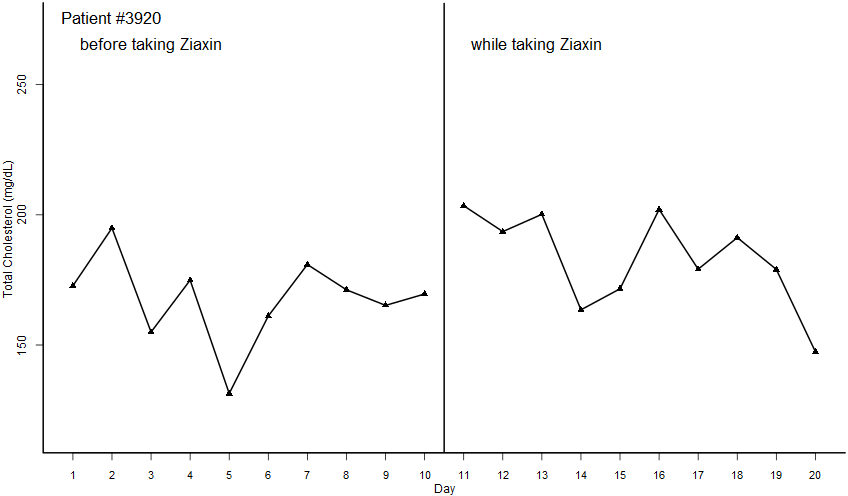 Patient #3920
before taking Ziaxin
while taking Ziaxin
Total Cholesterol (mg/dL)
250
200
150
1 2 3 4 5 6 7 8 9 10 11 12 13 14 15 16 17 18 19 20
Day